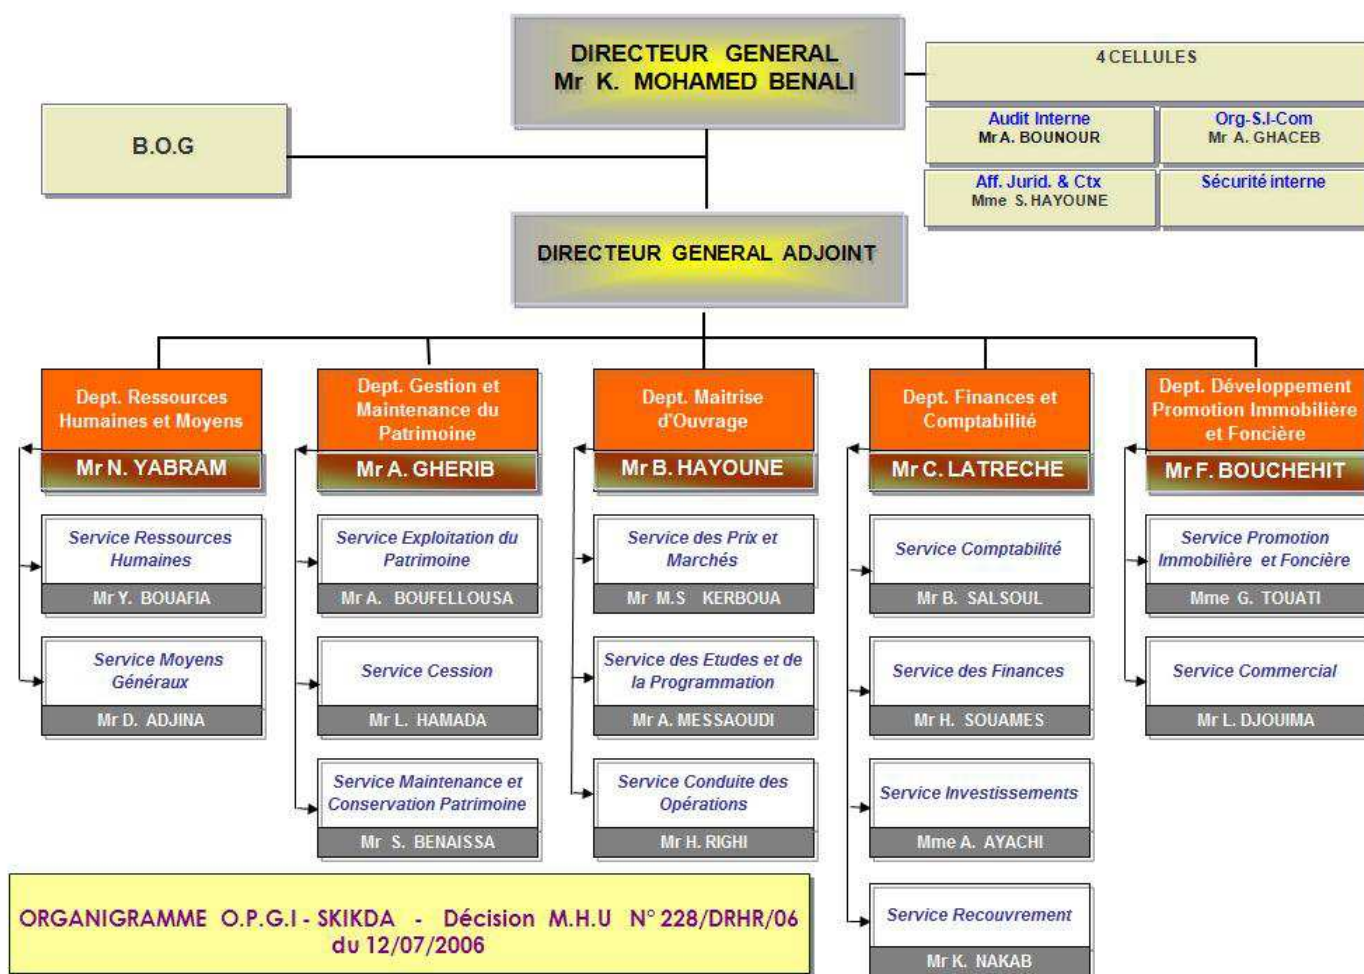 DIRECTEUR GENERAL
Mr K. MOHAMED BENALI
4 CELLULES
Audit Interne
Mr A. BOUNOUR
Org-S.I-Com
Mr A. GHACEB
Aff. Jurid. & Ctx
Mme S. HAYOUNE
Sécurité interne
B.O.G
DIRECTEUR GENERAL ADJOINT
Dept. Ressources
Humaines et Moyens
Mr N. YABRAM
Service Ressources
Humaines
Mr Y. BOUAFIA
Service Moyens
Généraux
Mr D. ADJINA
Dept. Gestion et
Maintenance du
Patrimoine
Mr A. GHERIB
Service Exploitation du
Patrimoine
Mr A. BOUFELLOUSA
Service Cession
Mr L. HAMADA
Service Maintenance et
Conservation Patrimoine
Mr S. BENAISSA
Dept. Maitrise
d'Ouvrage
Mr B. HAYOUNE
Service des Prix et
Marchés
Mr M.S KERBOUA
Service des Etudes et de
la Programmation
Mr A. MESSAOUDI
Service Conduite des
Opérations
Mr H. RIGHI
Dept. Finances et
Comptabilité
Mr C. LATRECHE
Service Comptabilité
Mr B. SALSOUL
Service des Finances
Mr H. SOUAMES
Service Investissements
Mme A. AYACHI
Service Recouvrement
Mr K. NAKAB
Dept. Développement
Promotion Immobilière
et Foncière
Mr F. BOUCHEHIT
Service Promotion
Immobilière et Foncière
Mme G. TOUATI
Service Commercial
Mr L. DJOUIMA
ORGANIGRAMME O.P.G.I - SKIKDA - Décision M.H.U N° 228/DRHR/06
du 12/07/2006